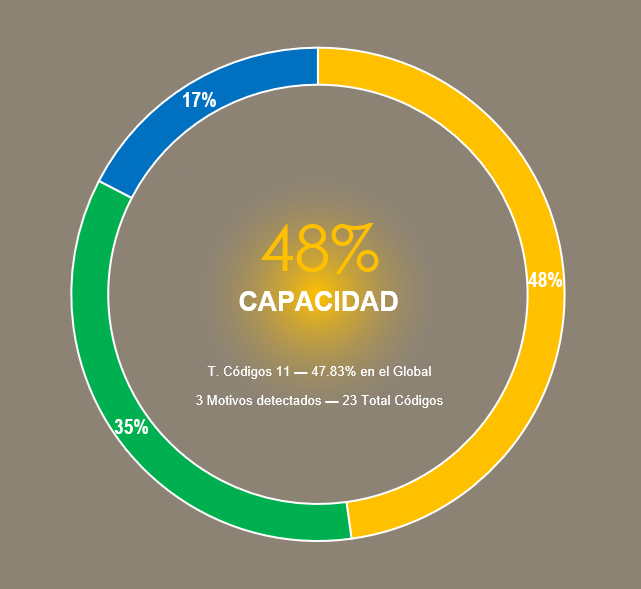 17%
48%
CAPACIDAD
48%
T. Códigos 11 — 47.83% en el Global
3 Motivos detectados — 23 Total Códigos
35%